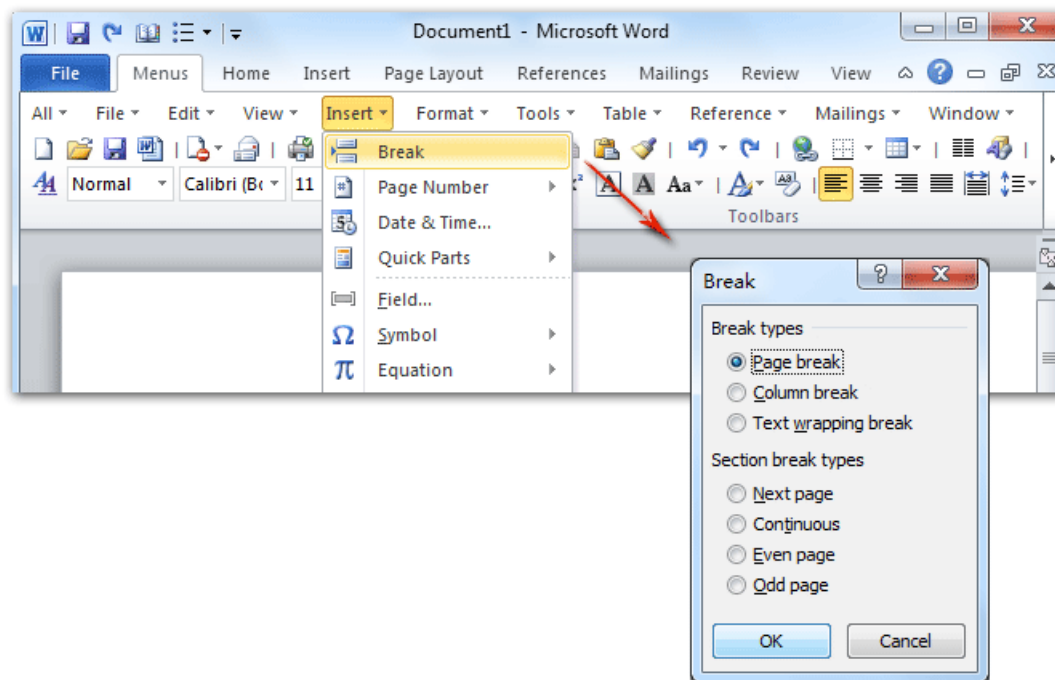 Document1 - Microsoft Word
File Menus Home Insert Page Layout References Mailings Review View
All File Edit View Insert Format Tools Table Reference Mailings Window
Break
Normal Calibri (Bo 11 Page Number Aa
Toolbars
Date & Time...
Quick Parts
Field...
Symbol
Equation
Break
Break types
Page break
Column break
Text wrapping break
Section break types
Next page
Continuous
Even page
Odd page
OK Cancel